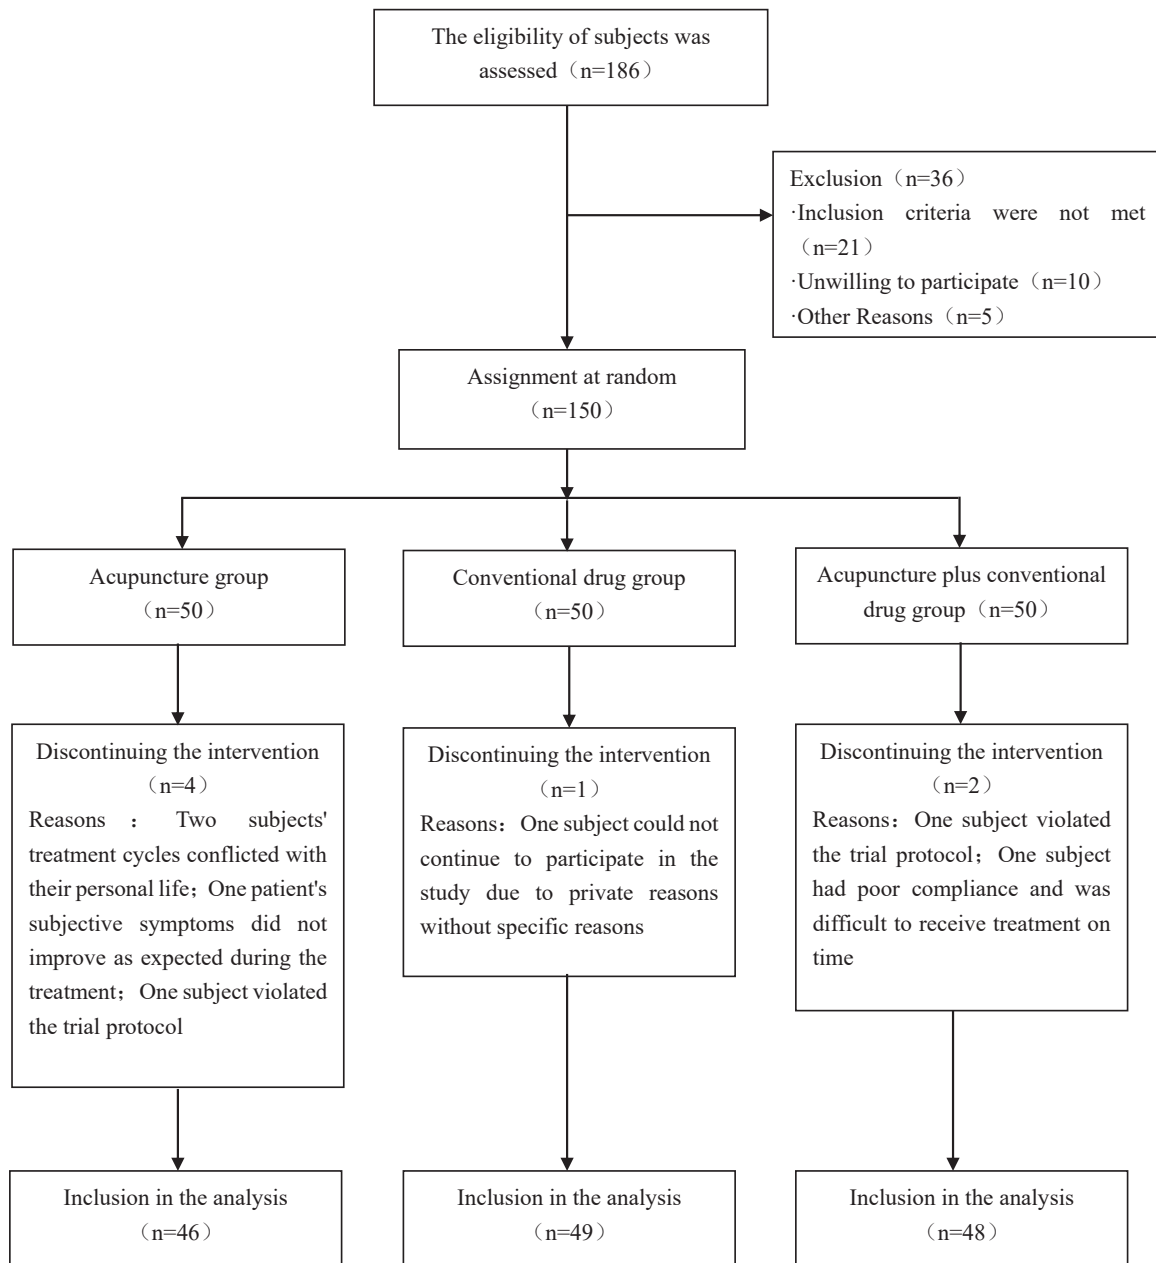 The eligibility of subjects was
assessed（n=186）
Exclusion（n=36）
·Inclusion criteria were not met
（n=21）
·Unwilling to participate（n=10）
·Other Reasons（n=5）
Assignment at random
（n=150）
Acupuncture group
（n=50）
Conventional drug group
（n=50）
Acupuncture plus conventional
drug group（n=50）
Discontinuing the intervention
（n=4）
Reasons：Two subjects'
treatment cycles conflicted with
their personal life；One patient's
subjective symptoms did not
improve as expected during the
treatment；One subject violated
the trial protocol
Discontinuing the intervention
（n=1）
Reasons：One subject could not
continue to participate in the
study due to private reasons
without specific reasons
Discontinuing the intervention
（n=2）
Reasons：One subject violated
the trial protocol；One subject
had poor compliance and was
difficult to receive treatment on
time
Inclusion in the analysis
（n=46）
Inclusion in the analysis
（n=49）
Inclusion in the analysis
（n=48）